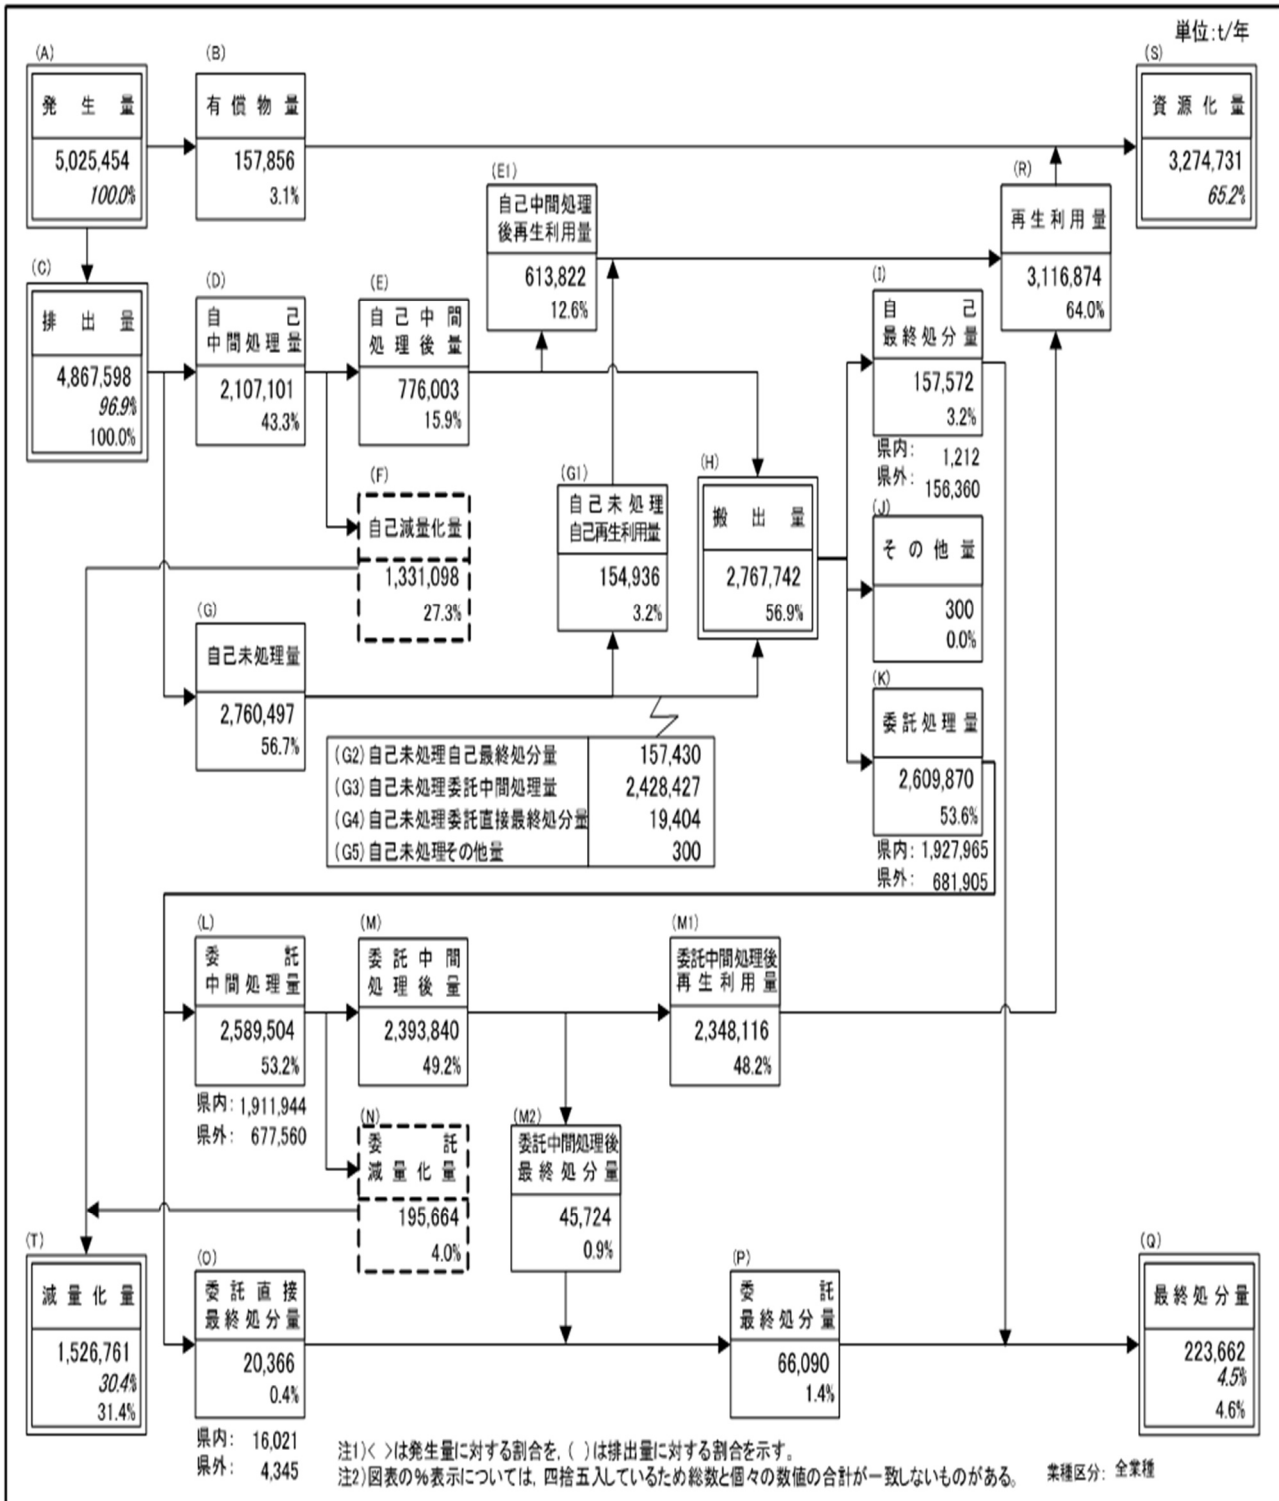 単位:t/年
(A)
発生量
5,025,454
100.0%
(B)
有償物量
157,856
3.1%
(S)
資源化量
3,274,731
65.2%
(E1)
自己中間処理
後再生利用量
613,822
12.6%
(R)
再生利用量
3,116,874
64.0%
(C)
排出量
4,867,598
96.9%
100.0%
(D)
自己
中間処理量
2,107,101
43.3%
(E)
自己中間
処理後量
776,003
15.9%
(I)
自己
最終処分量
157,572
3.2%
県内: 1,212
県外: 156,360
(F)
自己減量化量
1,331,098
27.3%
(G1)
自己未処理
自己再生利用量
154,936
3.2%
(H)
搬出量
2,767,742
56.9%
(J)
その他量
300
0.0%
(G)
自己未処理量
2,760,497
56.7%
(K)
委託処理量
2,609,870
53.6%
県内: 1,927,965
県外: 681,905
(G2)自己未処理自己最終処分量 157,430
(G3)自己未処理委託中間処理量 2,428,427
(G4)自己未処理委託直接最終処分量 19,404
(G5)自己未処理その他量 300
(L)
委託
中間処理量
2,589,504
53.2%
県内: 1,911,944
県外: 677,560
(M)
委託中間
処理後量
2,393,840
49.2%
(M1)
委託中間処理後
再生利用量
2,348,116
48.2%
(N)
委託
減量化量
195,664
4.0%
(M2)
委託中間処理後
最終処分量
45,724
0.9%
(T)
減量化量
1,526,761
30.4%
31.4%
(O)
委託直接
最終処分量
20,366
0.4%
県内: 16,021
県外: 4,345
(P)
委託
最終処分量
66,090
1.4%
(Q)
最終処分量
223,662
4.5%
4.6%
注1)< >は発生量に対する割合を、( )は排出量に対する割合を示す。
注2)図表の%表示については、四捨五入しているため総数と個々の数値の合計が一致しないものがある。
業種区分: 全業種